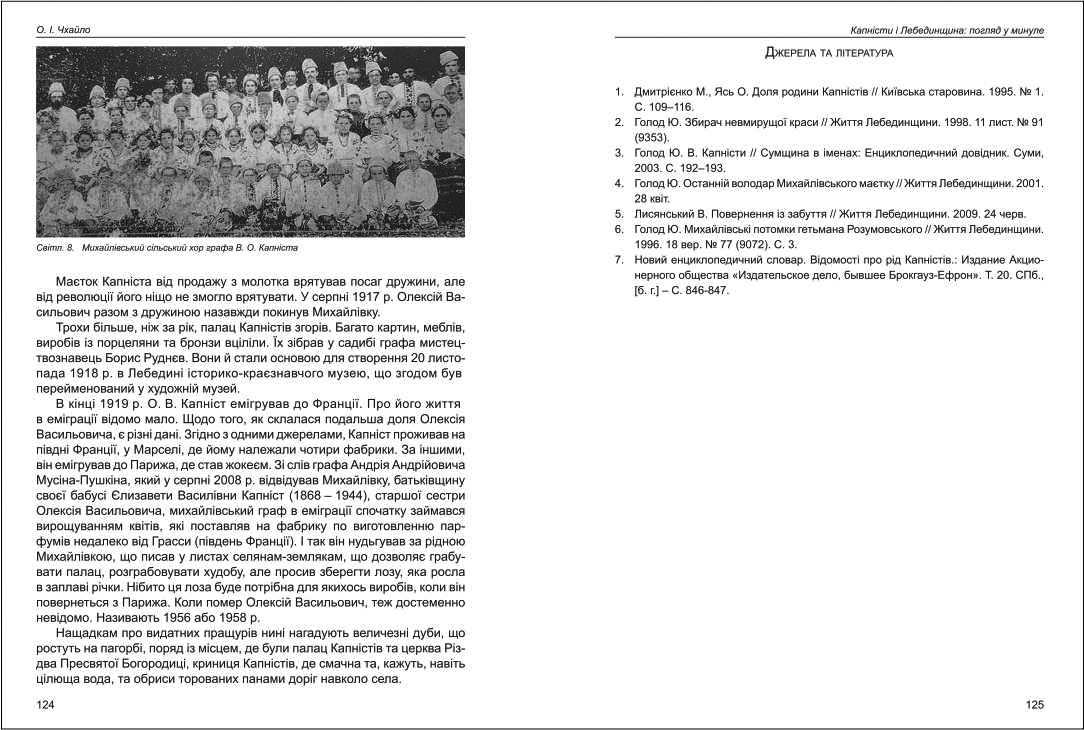 О. І. Чхайло
Світл. 8. Михайлівський сільський хор графа В. О. Капніста
Маєток Капніста від продажу з молотка врятував посаг дружини, але
від революції його ніщо не змогло врятувати. У серпні 1917 р. Олексій Ва-
сильович разом з дружиною назавжди покинув Михайлівку.
Трохи більше, ніж за рік, палац Капністів згорів. Багато картин, меблів,
виробів із порцеляни та бронзи вціліли. Їх зібрав у садибі графа мистец-
твознавець Борис Руднєв. Вони й стали основою для створення 20 листо-
пада 1918 р. в Лебедині історико-краєзнавчого музею, що згодом був
перейменований у художній музей.
В кінці 1919 р. О. В. Капніст емігрував до Франції. Про його життя
в еміграції відомо мало. Щодо того, як склалася подальша доля Олексія
Васильовича, є різні дані. Згідно з одними джерелами, Капніст проживав на
півдні Франції, у Марселі, де йому належали чотири фабрики. За іншими,
він емігрував до Парижа, де став жокеєм. Зі слів графа Андрія Андрійовича
Мусіна-Пушкіна, який у серпні 2008 р. відвідував Михайлівку, батьківщину
своєї бабусі Єлизавети Василівни Капніст (1868 – 1944), старшої сестри
Олексія Васильовича, михайлівський граф в еміграції спочатку займався
вирощуванням квітів, які поставляв на фабрику по виготовленню пар-
фумів недалеко від Грасси (південь Франції). І так він нудьгував за рідною
Михайлівкою, що писав у листах селянам-землякам, що дозволяє грабу-
вати палац, розграбовувати худобу, але просив зберегти лозу, яка росла
в заплаві річки. Нібито ця лоза буде потрібна для якихось виробів, коли він
повернеться з Парижа. Коли помер Олексій Васильович, теж достеменно
невідомо. Називають 1956 або 1958 р.
Нащадкам про видатних пращурів нині нагадують величезні дуби, що
ростуть на пагорбі, поряд із місцем, де були палац Капністів та церква Різ-
два Пресвятої Богородиці, криниця Капністів, де смачна та, кажуть, навіть
цілюща вода, та обриси торованих панами доріг навколо села.
124
Капністи і Лебединщина: погляд у минуле
Джерела та література
1. Дмитрієнко М., Ясь О. Доля родини Капністів // Київська старовина. 1995. № 1.
С. 109–116.
2. Голод Ю. Збирач невмирущої краси // Життя Лебединщини. 1998. 11 лист. № 91
(9353).
3. Голод Ю. В. Капністи // Сумщина в іменах: Енциклопедичний довідник. Суми,
2003. С. 192–193.
4. Голод Ю. Останній володар Михайлівського маєтку // Життя Лебединщини. 2001.
28 квіт.
5. Лисянський В. Повернення із забуття // Життя Лебединщини. 2009. 24 черв.
6. Голод Ю. Михайлівські потомки гетьмана Розумовського // Життя Лебединщини.
1996. 18 вер. № 77 (9072). С. 3.
7. Новий енциклопедичний словар. Відомості про рід Капністів.: Издание Акцио-
нерного общества «Издательское дело, бывшее Брокгауз-Ефрон». Т. 20. СПб.,
[б. г.] – С. 846-847.
125